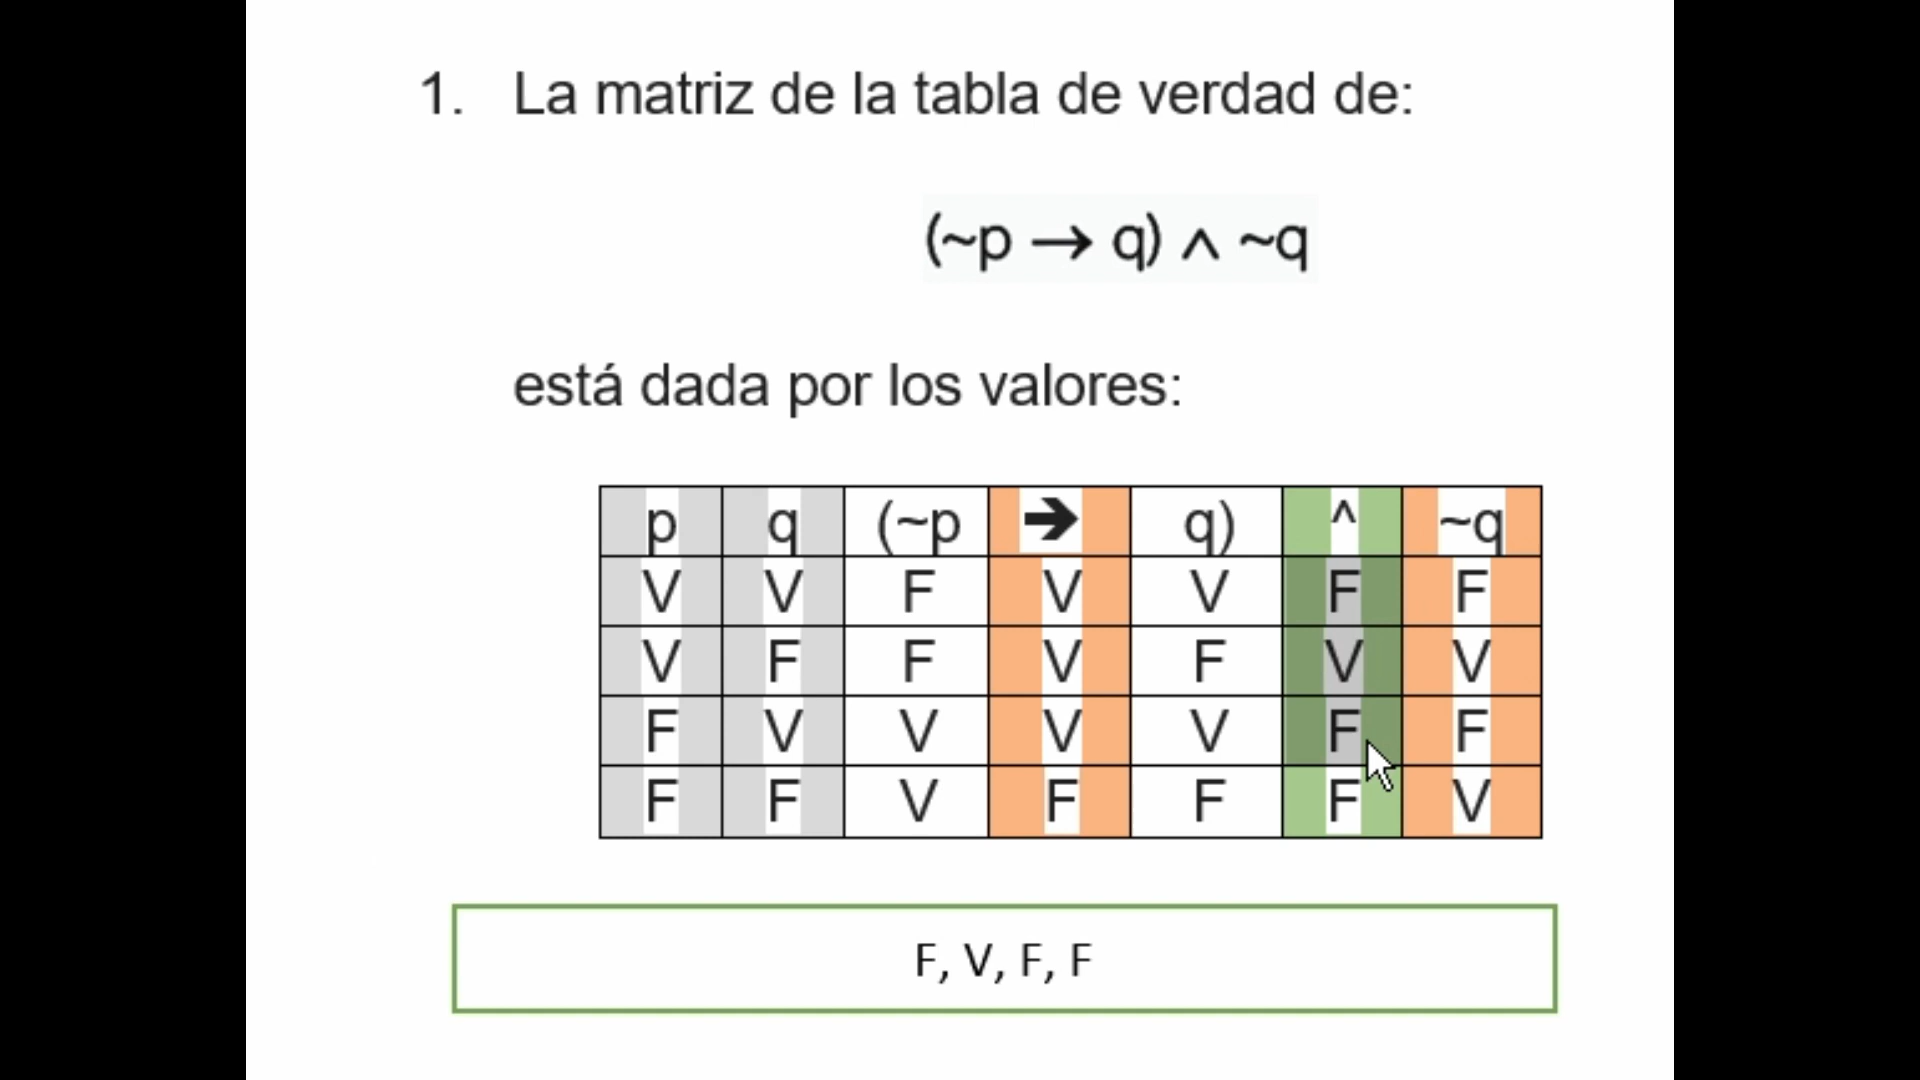 1. La matriz de la tabla de verdad de:
(~p → q) ∧ ~q
está dada por los valores:
p q (~p ➔ q) ^ ~q
V V F V V F F
V F F V F V V
F V V V V F F
F F V F F F V
F, V, F, F